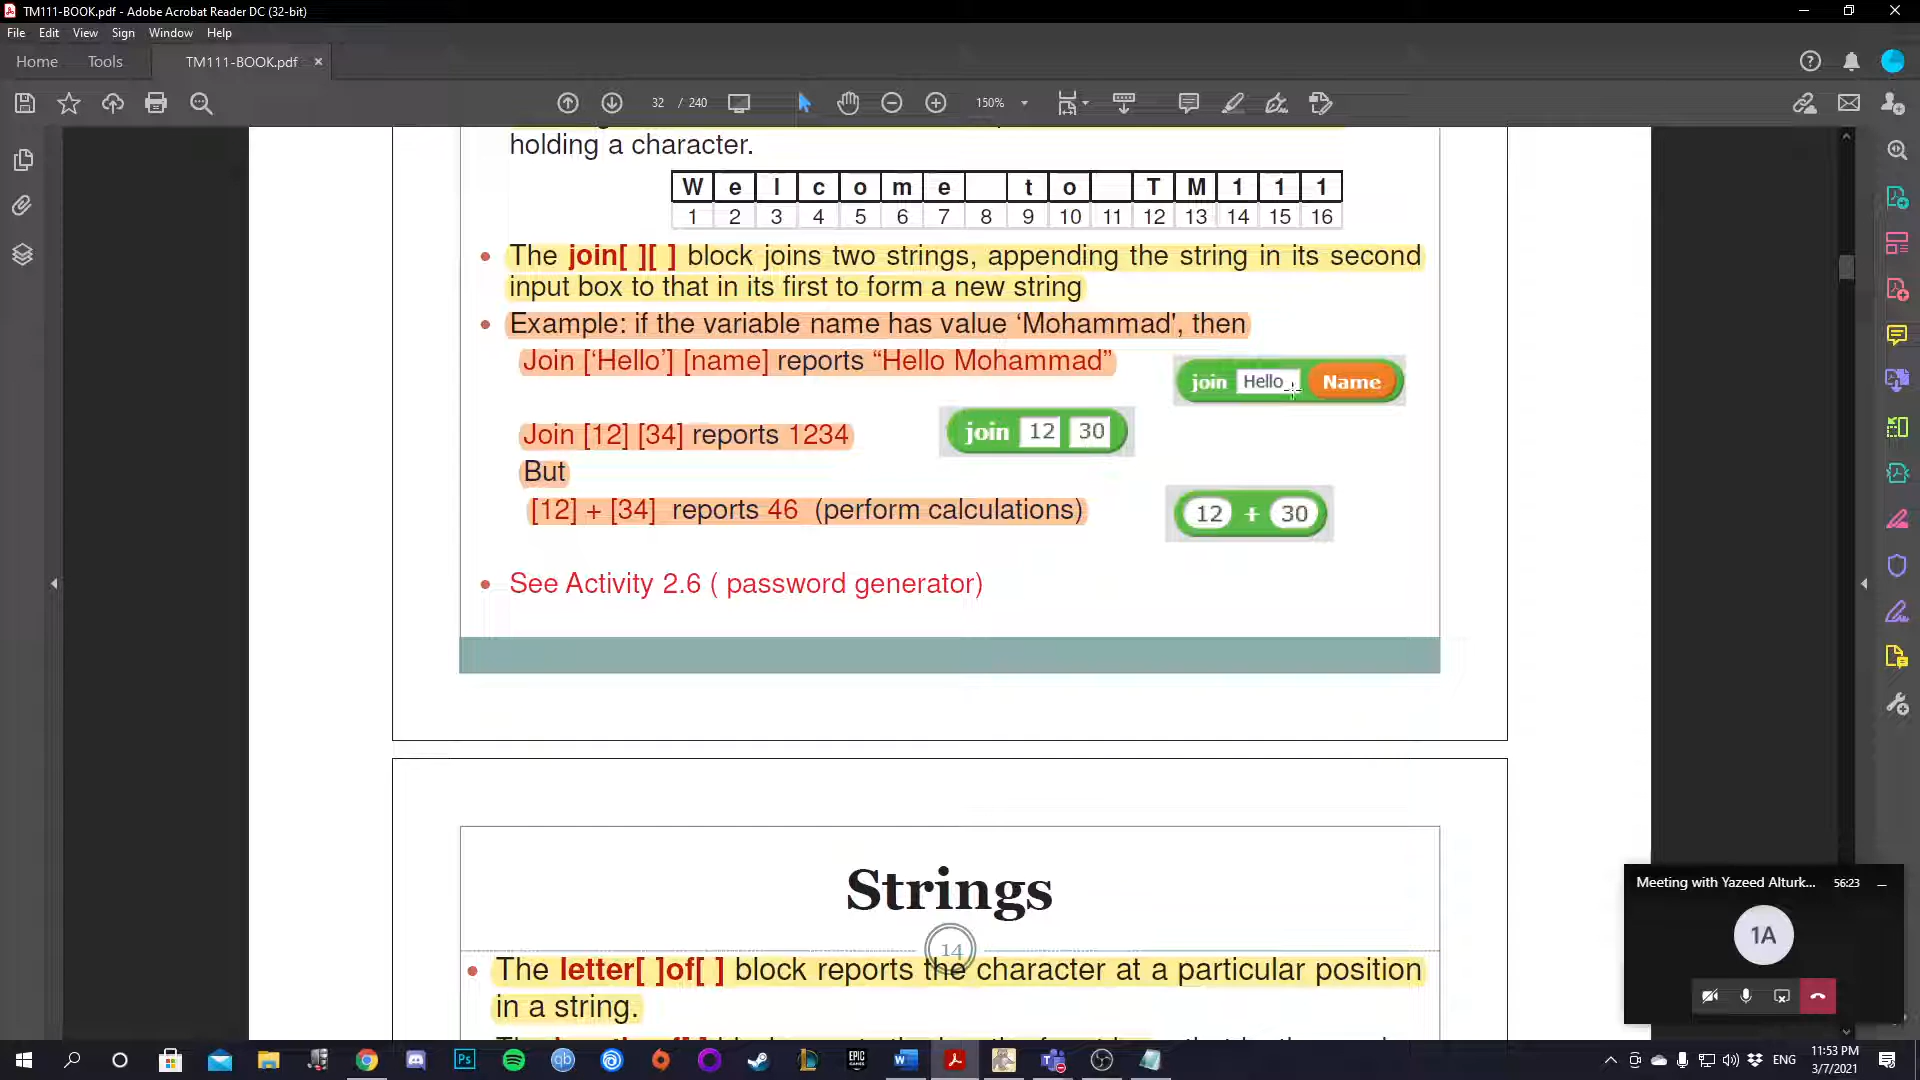 TM111-BOOK.pdf - Adobe Acrobat Reader DC (32-bit)
File Edit View Sign Window Help
Home Tools TM111-BOOK.pdf ×
32 / 240 150%
holding a character.
W e l c o m e t o T M 1 1 1
1 2 3 4 5 6 7 8 9 10 11 12 13 14 15 16
• The join[ ][ ] block joins two strings, appending the string in its second
input box to that in its first to form a new string
• Example: if the variable name has value ‘Mohammad', then
Join [‘Hello’] [name] reports “Hello Mohammad”
join Hello Name
Join [12] [34] reports 1234
join 12 30
But
[12] + [34] reports 46 (perform calculations)
12 + 30
• See Activity 2.6 ( password generator)
Strings
14
• The letter[ ]of[ ] block reports the character at a particular position
in a string.
Meeting with Yazeed Alturk... 56:23
1A
Ps
qb
EPIC
ENG
11:53 PM
3/7/2021